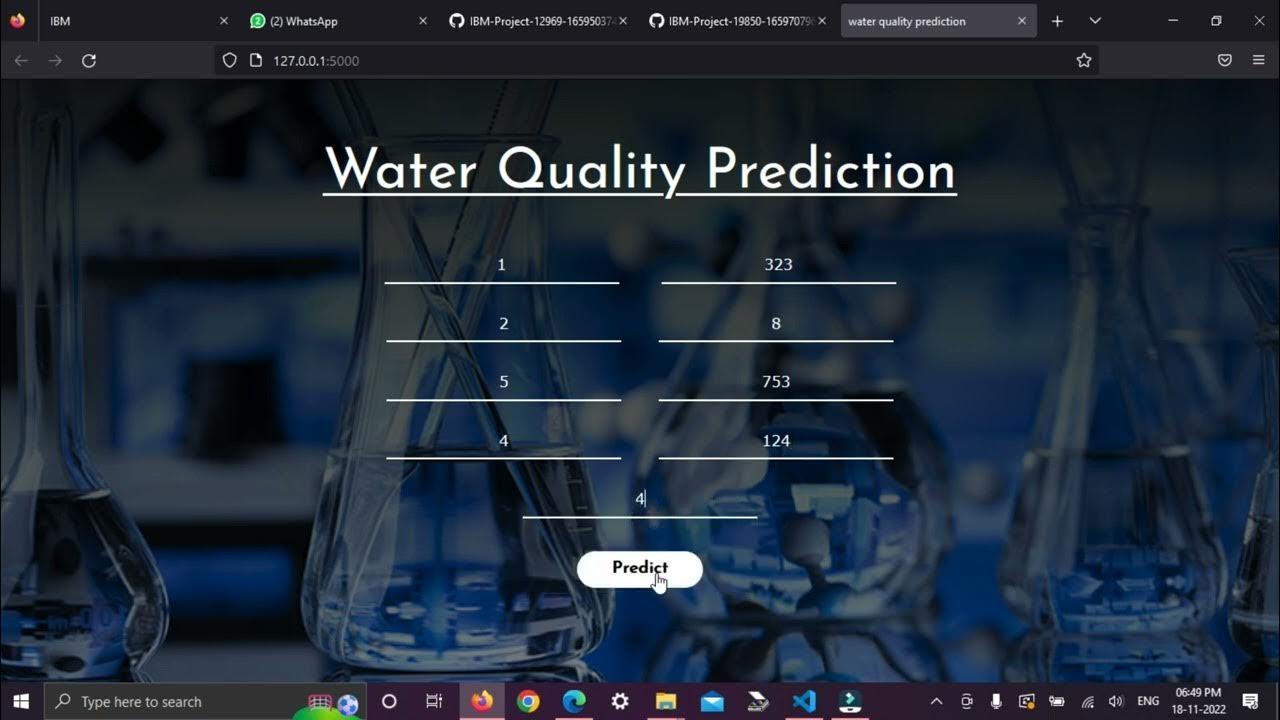 IBM
(2) WhatsApp
IBM-Project-12969-16595037
IBM-Project-19850-16597079
water quality prediction
127.0.0.1:5000
Water Quality Prediction
1 323
2 8
5 753
4 124
4
Predict
Type here to search
ENG
06:49 PM
18-11-2022